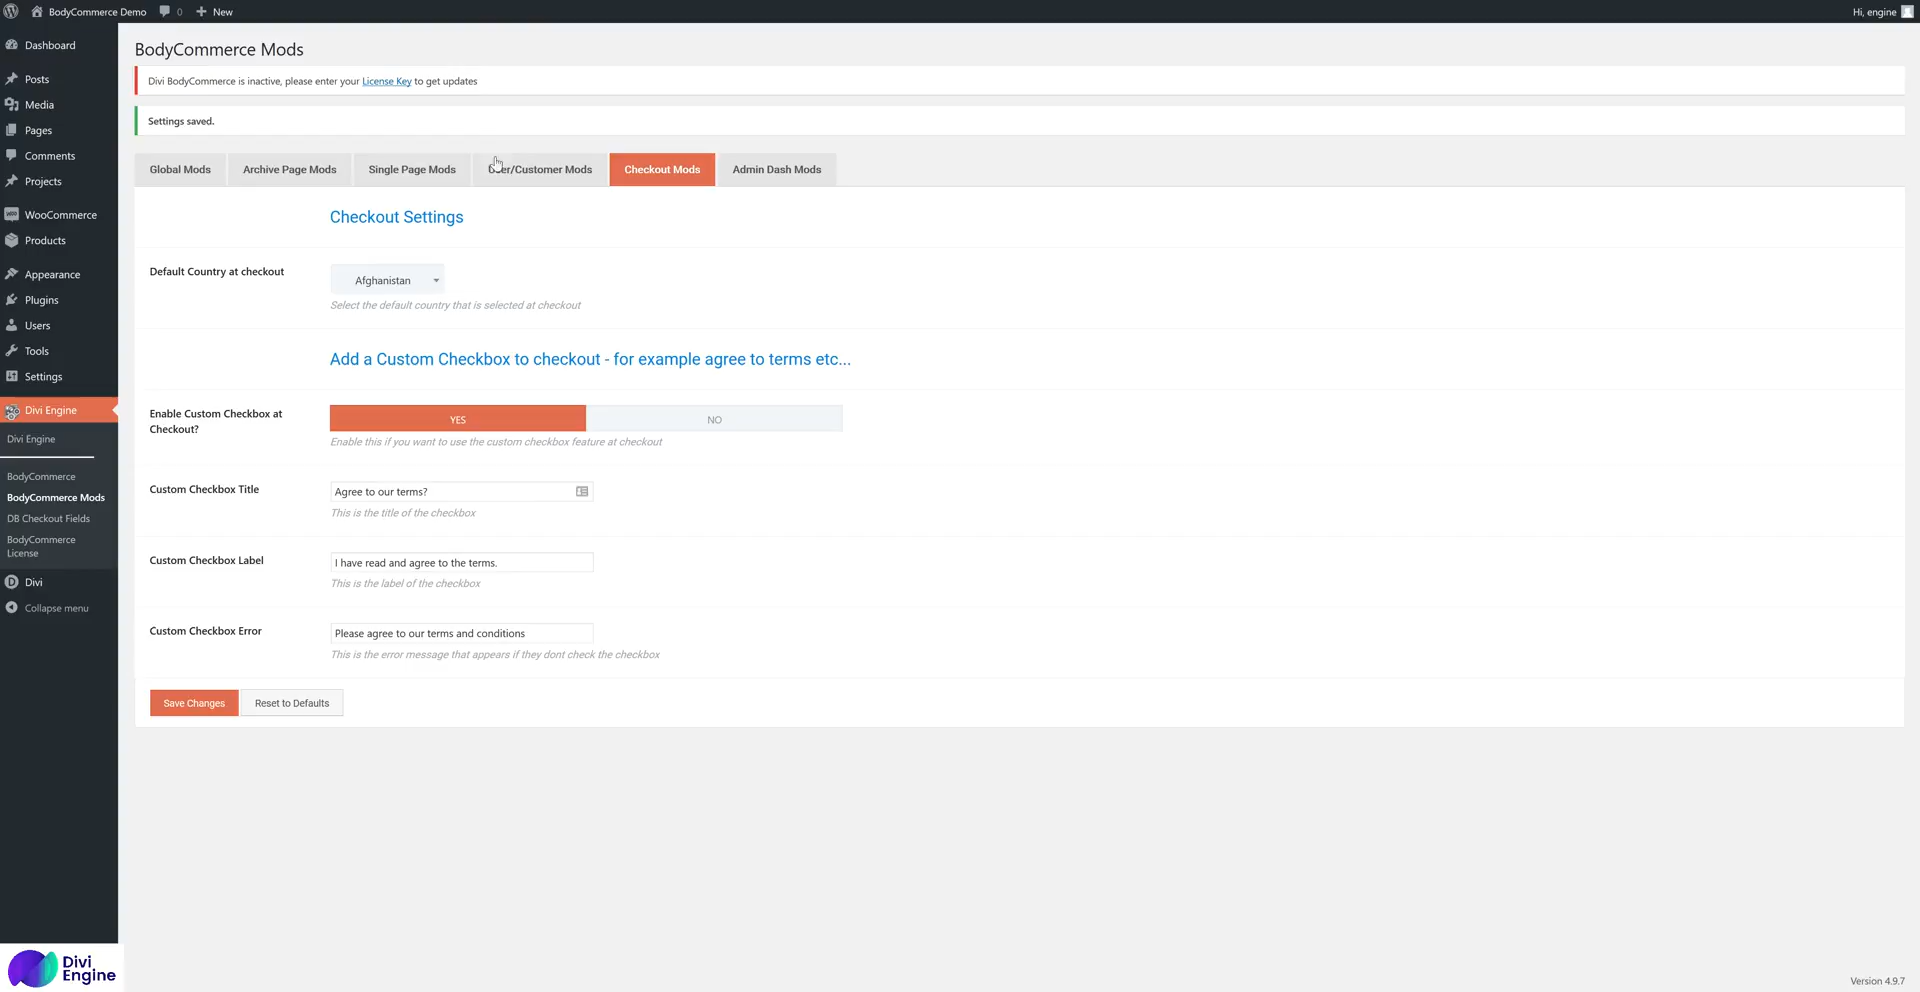 BodyCommerce Demo
0
New
Hi, engine
Dashboard
Posts
Media
Pages
Comments
Projects
WooCommerce
Products
Appearance
Plugins
Users
Tools
Settings
Divi Engine
Divi Engine
BodyCommerce
BodyCommerce Mods
DB Checkout Fields
BodyCommerce
License
Divi
Collapse menu
Divi
Engine
BodyCommerce Mods
Divi BodyCommerce is inactive, please enter your License Key to get updates
Settings saved.
Global Mods
Archive Page Mods
Single Page Mods
User/Customer Mods
Checkout Mods
Admin Dash Mods
Checkout Settings
Default Country at checkout
Afghanistan
Select the default country that is selected at checkout
Add a Custom Checkbox to checkout - for example agree to terms etc...
Enable Custom Checkbox at
Checkout?
YES
NO
Enable this if you want to use the custom checkbox feature at checkout
Custom Checkbox Title
Agree to our terms?
This is the title of the checkbox
Custom Checkbox Label
I have read and agree to the terms.
This is the label of the checkbox
Custom Checkbox Error
Please agree to our terms and conditions
This is the error message that appears if they dont check the checkbox
Save Changes
Reset to Defaults
Version 4.9.7